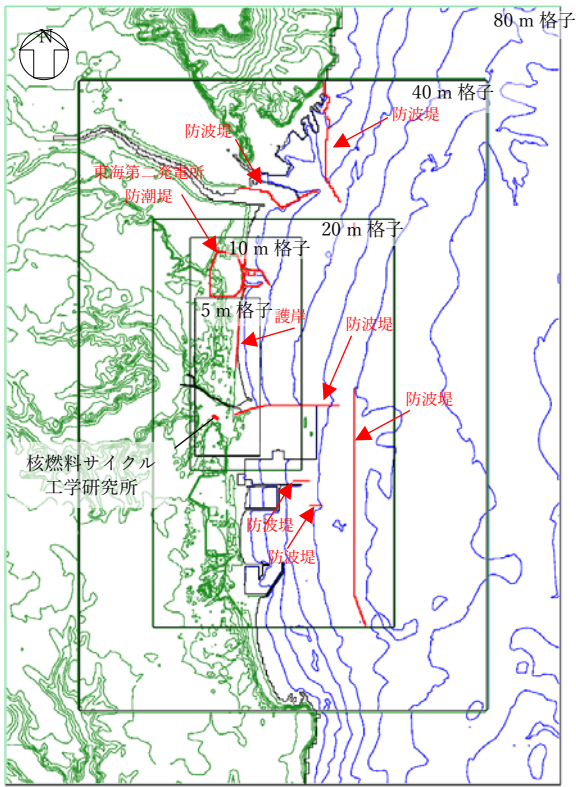 80 m 格子
N
40 m 格子
防波堤
防波堤
東海第二発電所
防潮堤
20 m 格子
10 m 格子
5 m 格子
護岸
防波堤
防波堤
核燃料サイクル
工学研究所
防波堤
防波堤